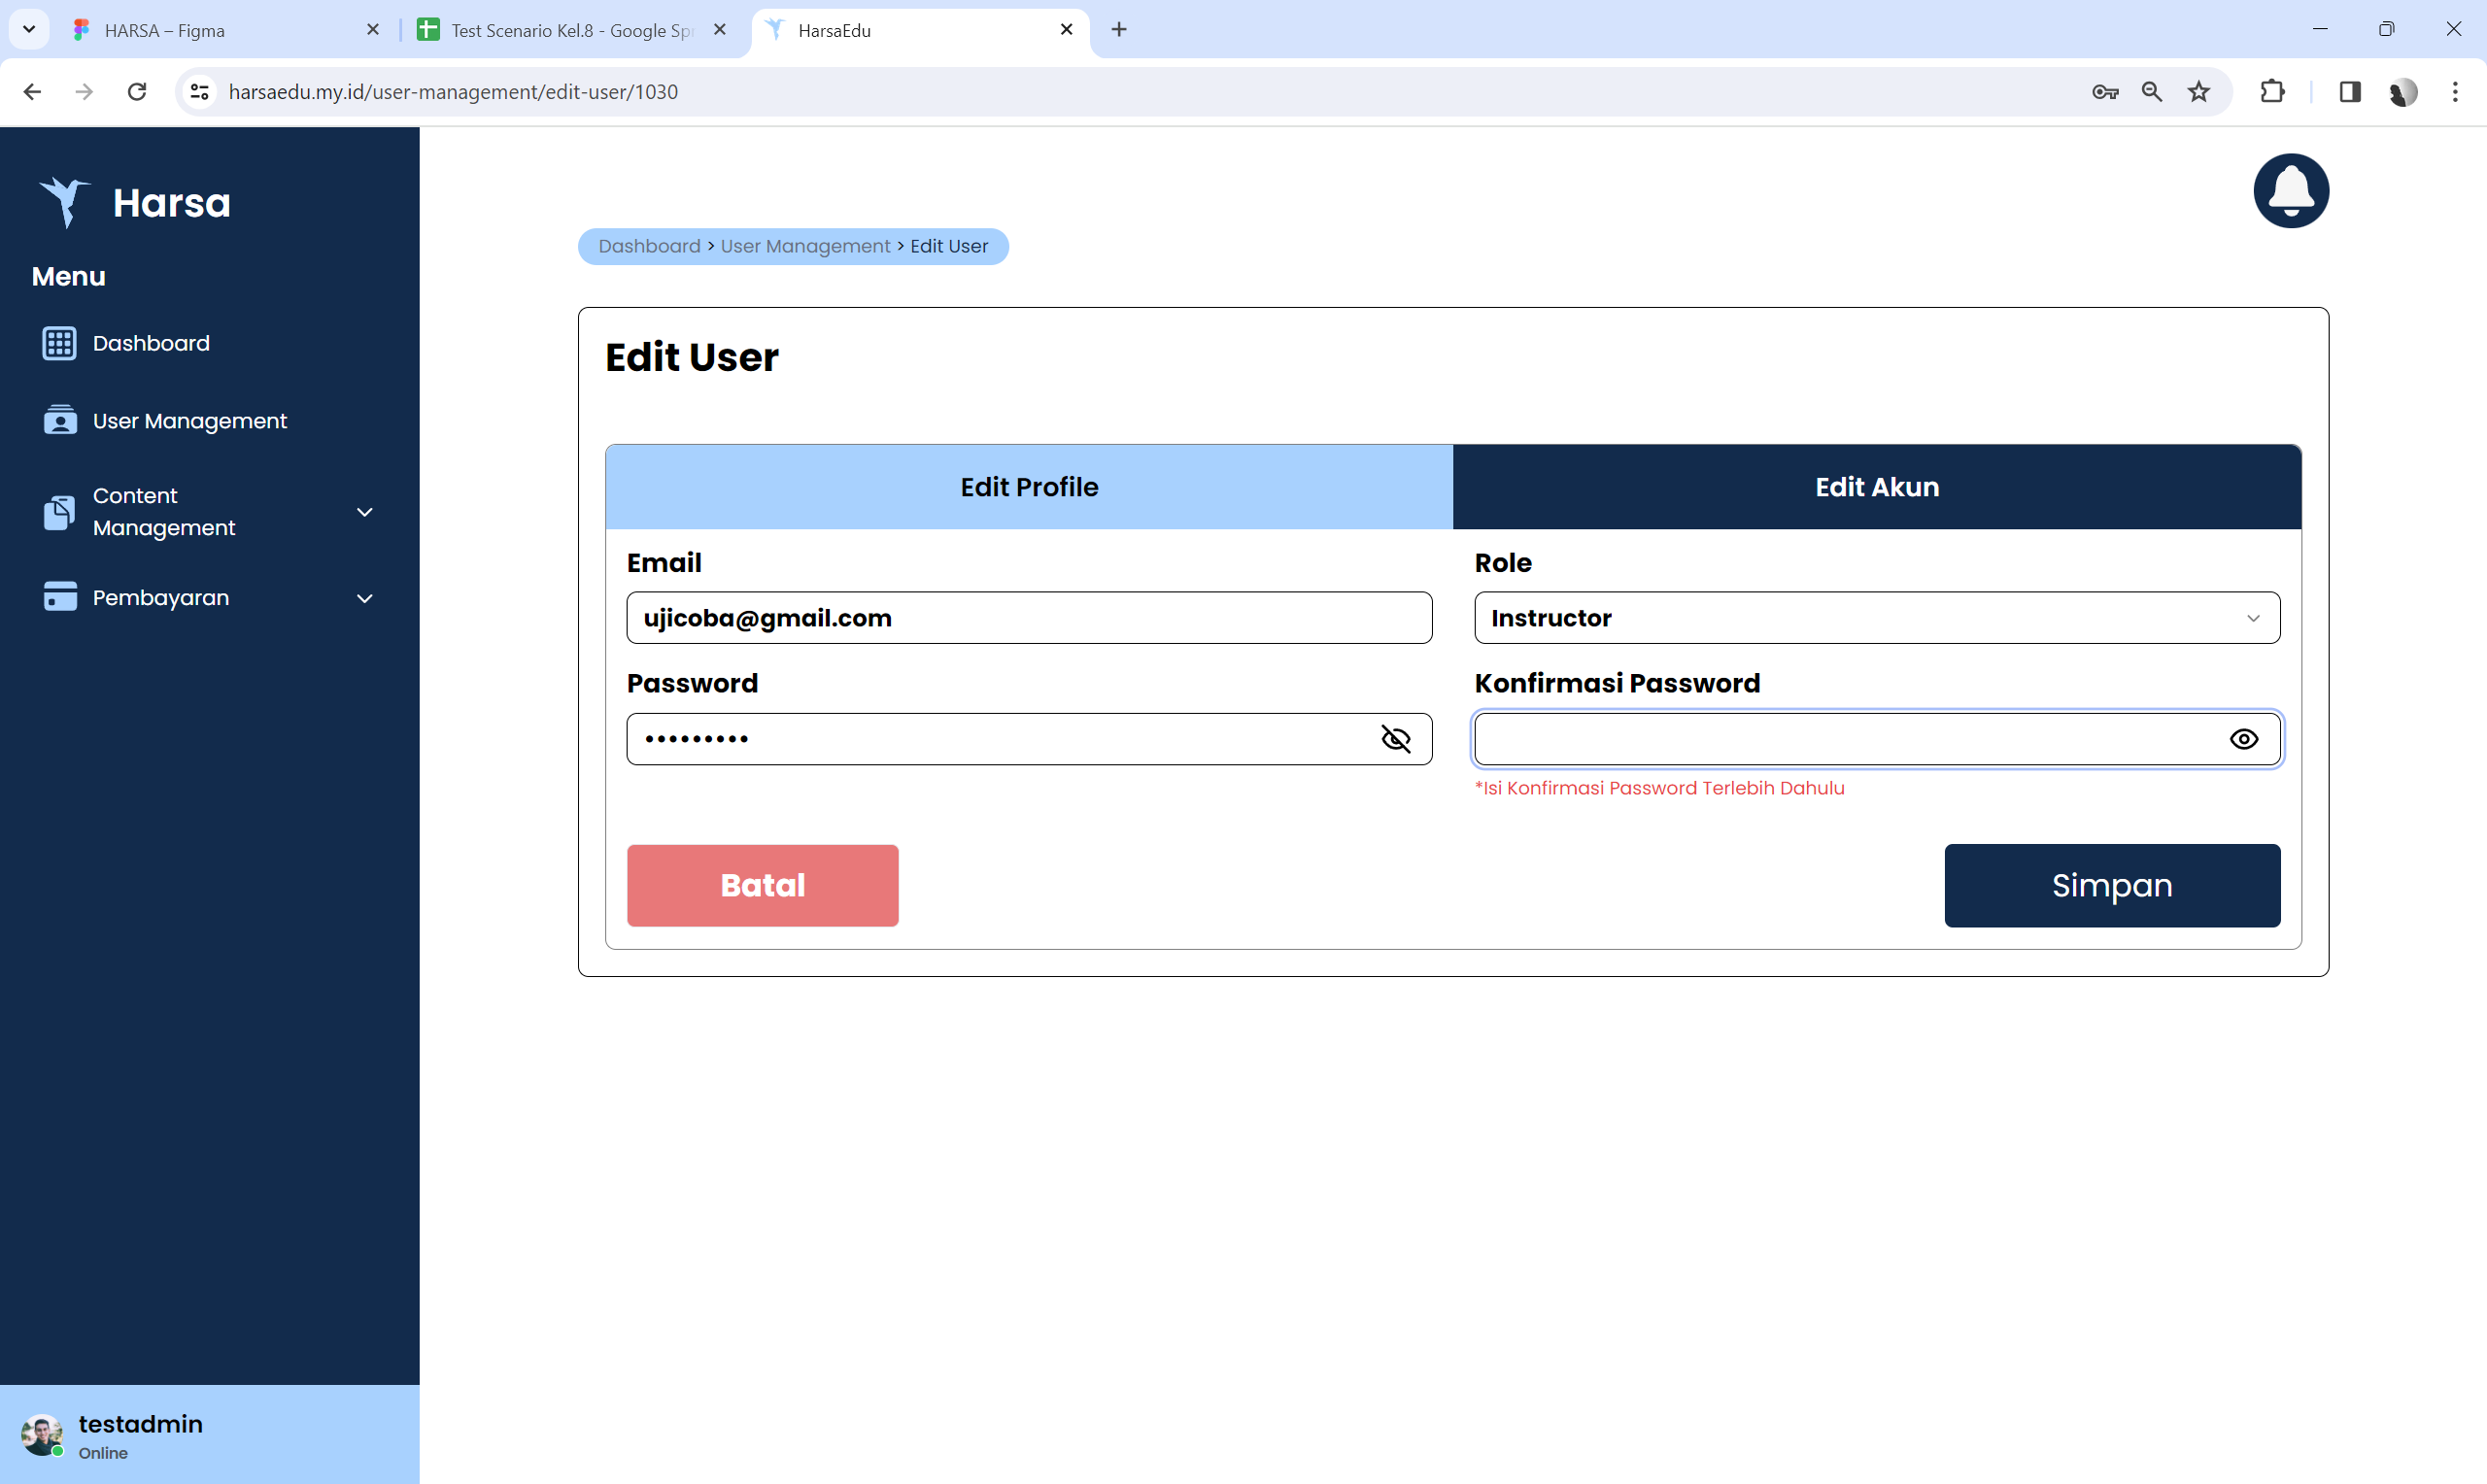 HARSA – Figma
Test Scenario Kel.8 - Google Spr
HarsaEdu
harsaedu.my.id/user-management/edit-user/1030
Harsa
Menu
Dashboard
User Management
Content
Management
Pembayaran
testadmin
Online
Dashboard > User Management > Edit User
Edit User
Edit Profile
Edit Akun
Email
Role
ujicoba@gmail.com
Instructor
Password
Konfirmasi Password
•••••••••
*Isi Konfirmasi Password Terlebih Dahulu
Batal
Simpan